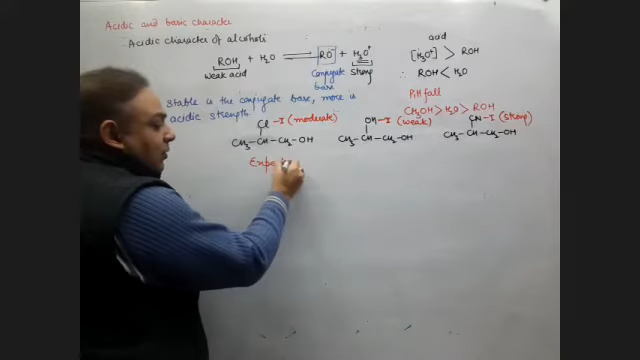 Acidic and basic character
Acidic character of alcohols
ROH + H₂O ⇌ RO⁻ + H₃O⁺
weak acid
Conjugate base
Strong
acid
[H₃O⁺] > ROH
ROH < H₂O
Pitfall
CH₃OH > H₂O > ROH
stable is the conjugate base, more is
acidic strength
Cl -I (moderate)
CH₃-CH-CH₂-OH
OH -I (weak)
CH₃-CH-CH₂-OH
CN -I (strong)
CH₃-CH-CH₂-OH
Expe